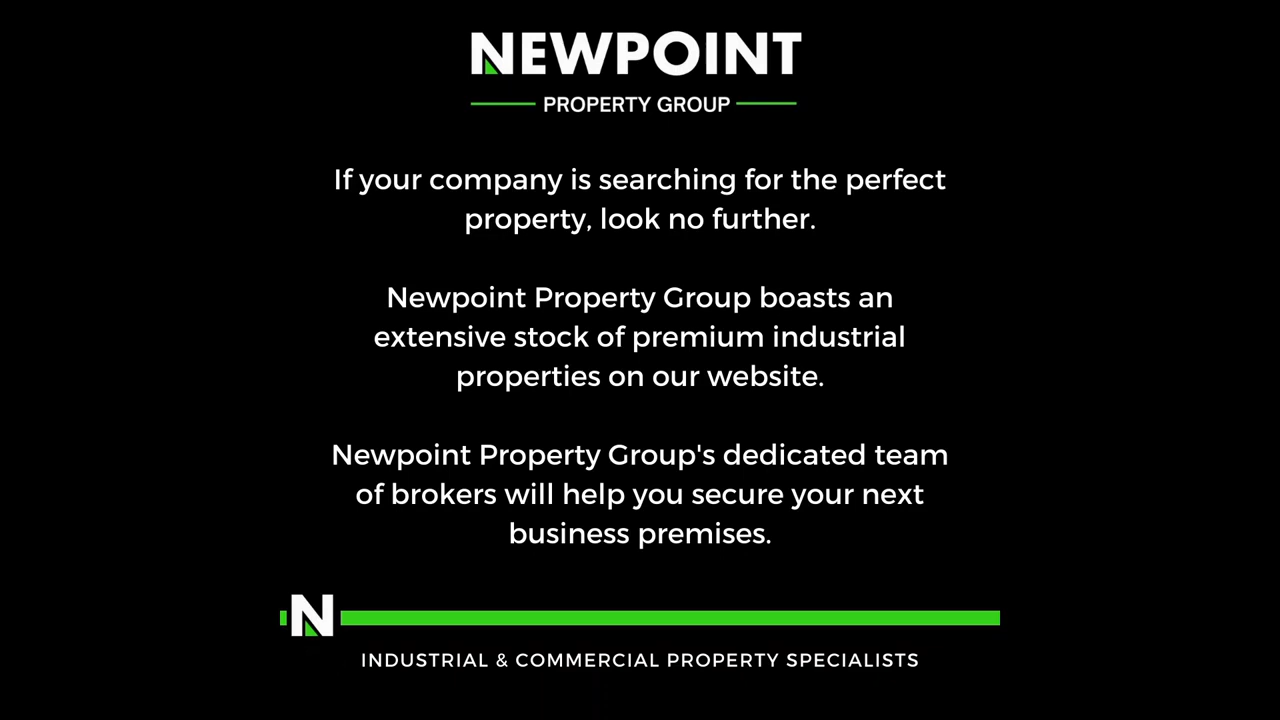 NEWPOINT
PROPERTY GROUP
If your company is searching for the perfect
property, look no further.
Newpoint Property Group boasts an
extensive stock of premium industrial
properties on our website.
Newpoint Property Group's dedicated team
of brokers will help you secure your next
business premises.
N
INDUSTRIAL & COMMERCIAL PROPERTY SPECIALISTS